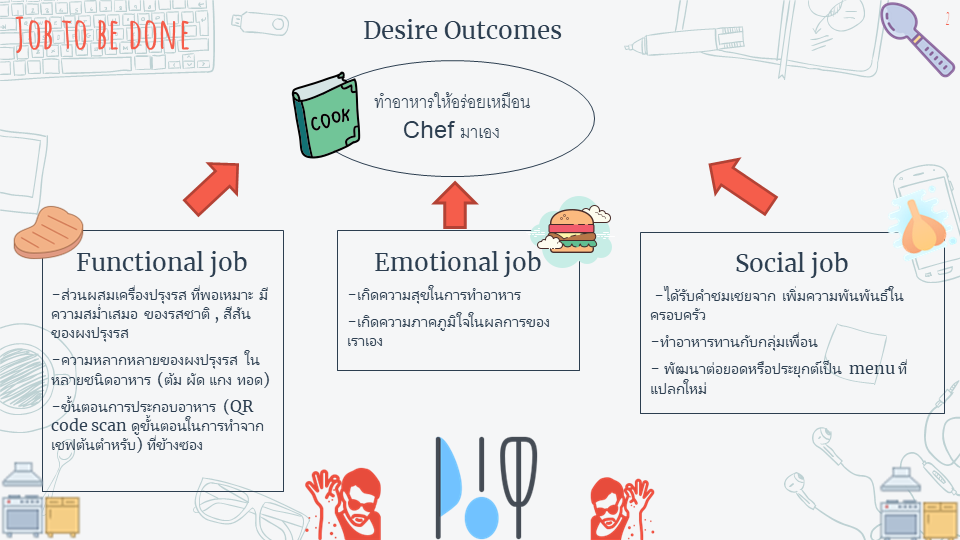 JOB TO BE DONE
Desire Outcomes
2
COOK
ทำอาหารให้อร่อยเหมือน
Chef มาเอง
Functional job
-ส่วนผสมเครื่องปรุงรส ที่พอเหมาะ มี
ความสม่ำเสมอ ของรสชาติ , สีสัน
ของผงปรุงรส
-ความหลากหลายของผงปรุงรส ใน
หลายชนิดอาหาร (ต้ม ผัด แกง ทอด)
-ขั้นตอนการประกอบอาหาร (QR
code scan ดูขั้นตอนในการทำจาก
เชฟต้นตำหรับ) ที่ข้างซอง
Emotional job
-เกิดความสุขในการทำอาหาร
-เกิดความภาคภูมิใจในผลการของ
เราเอง
Social job
-ได้รับคำชมเชยจาก เพิ่มความพันพันธ์ใน
ครอบครัว
-ทำอาหารทานกับกลุ่มเพื่อน
- พัฒนาต่อยอดหรือประยุกต์เป็น menu ที่
แปลกใหม่